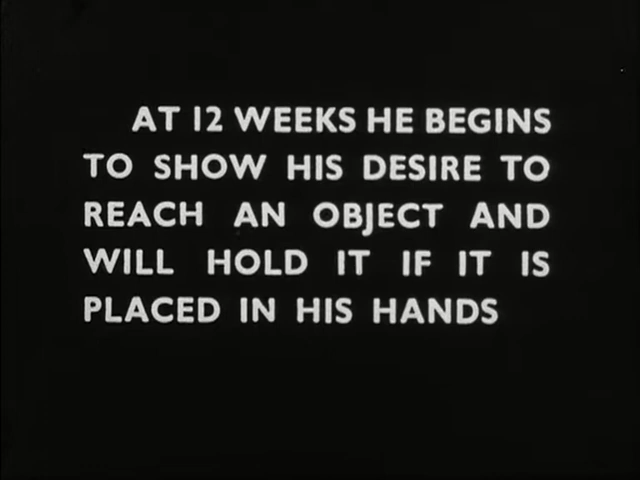 AT 12 WEEKS HE BEGINS
TO SHOW HIS DESIRE TO
REACH AN OBJECT AND
WILL HOLD IT IF IT IS
PLACED IN HIS HANDS